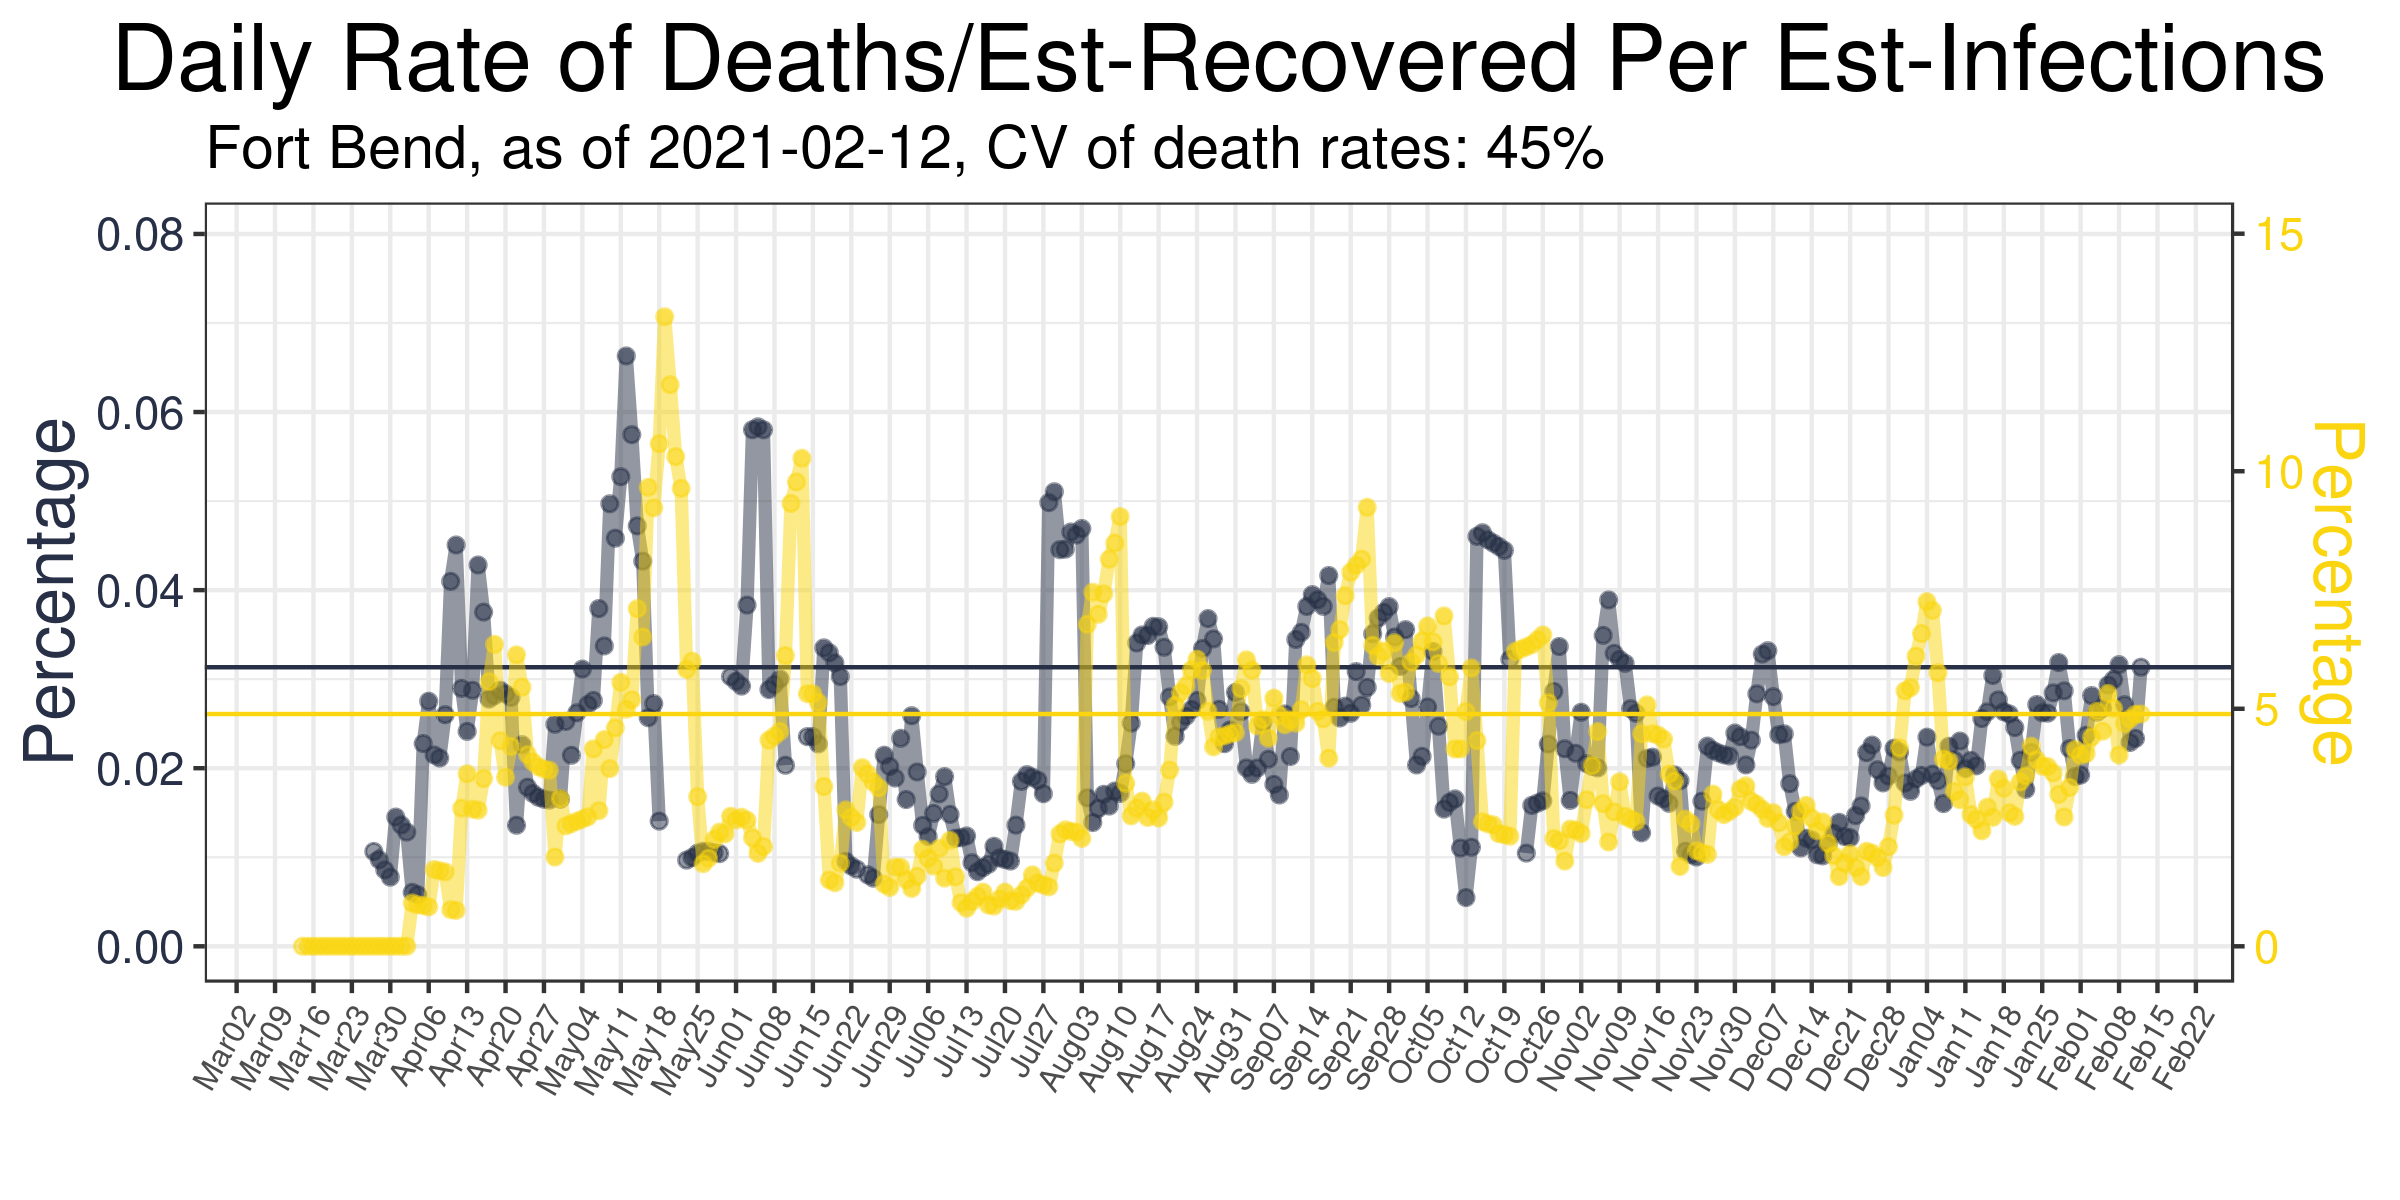 Daily Rate of Deaths/Est-Recovered Per Est-Infections
Fort Bend, as of 2021-02-12, CV of death rates: 45%
Percentage
0.08
0.06
0.04
0.02
0.00
15
10
5
0
Percentage
Mar02
Mar09
Mar16
Mar23
Mar30
Apr06
Apr13
Apr20
Apr27
May04
May11
May18
May25
Jun01
Jun08
Jun15
Jun22
Jun29
Jul06
Jul13
Jul20
Jul27
Aug03
Aug10
Aug17
Aug24
Aug31
Sep07
Sep14
Sep21
Sep28
Oct05
Oct12
Oct19
Oct26
Nov02
Nov09
Nov16
Nov23
Nov30
Dec07
Dec14
Dec21
Dec28
Jan04
Jan11
Jan18
Jan25
Feb01
Feb08
Feb15
Feb22